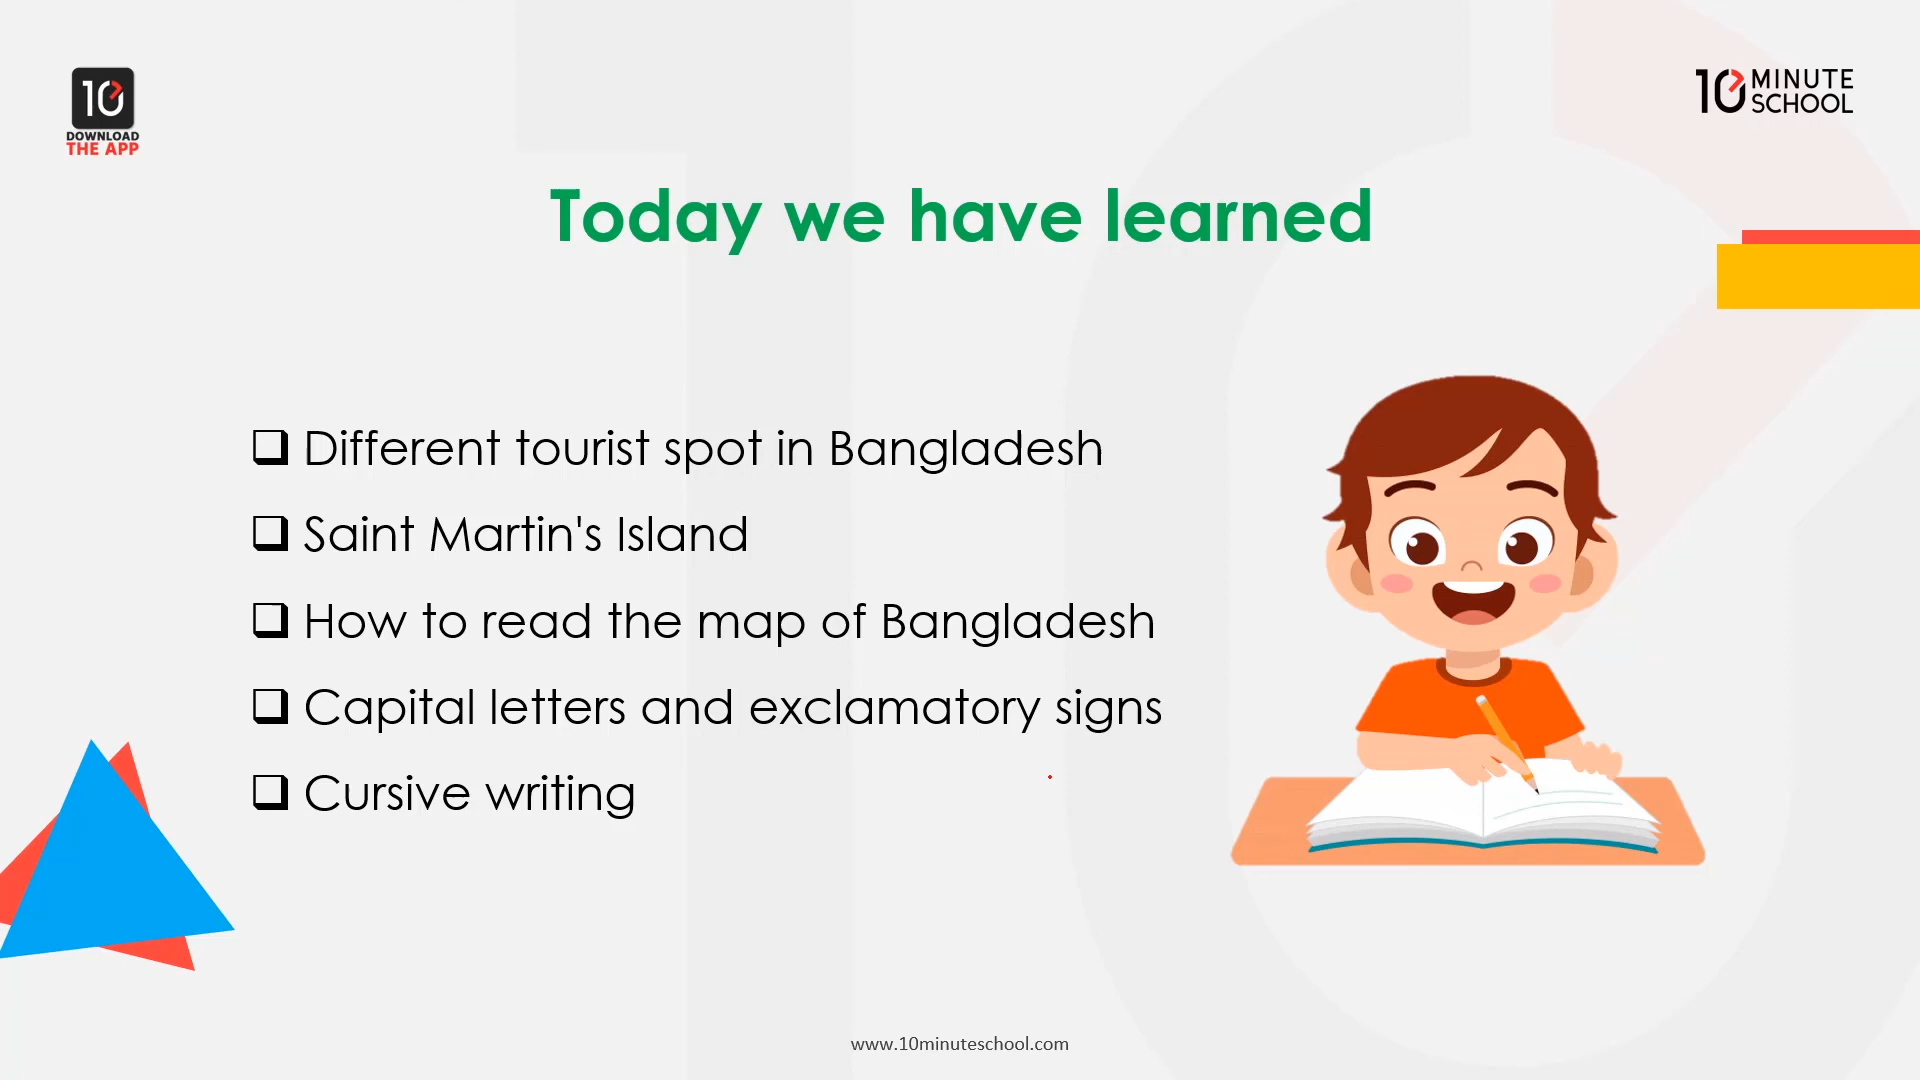 10
DOWNLOAD
THE APP
10 MINUTE
SCHOOL
Today we have learned
Different tourist spot in Bangladesh
Saint Martin's Island
How to read the map of Bangladesh
Capital letters and exclamatory signs
Cursive writing
www.10minuteschool.com